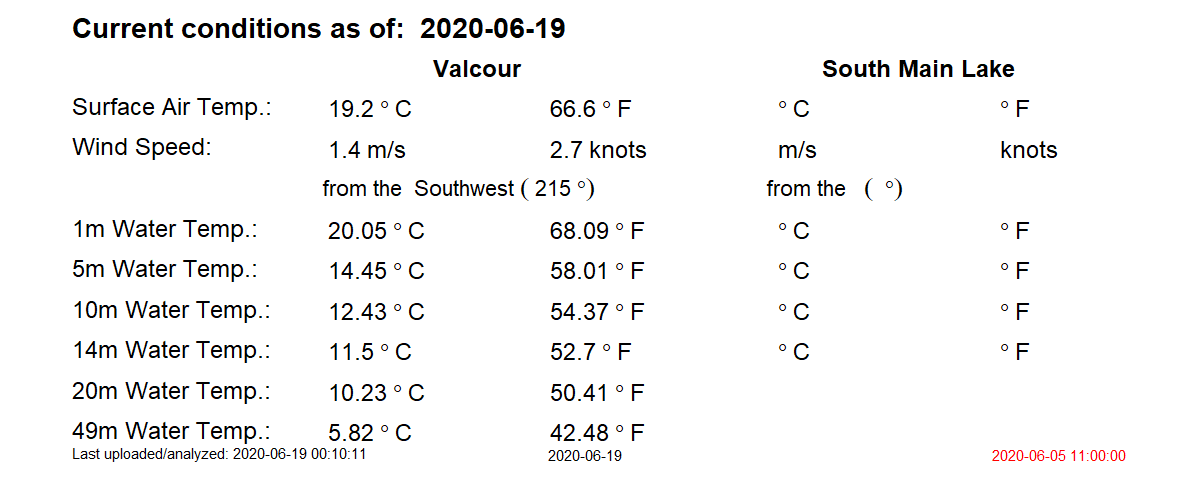 Current conditions as of:  2020-06-19
Valcour South Main Lake
Surface Air Temp.: 19.2 ° C 66.6 ° F ° C ° F
Wind Speed: 1.4 m/s 2.7 knots m/s knots
from the  Southwest ( 215 °) from the   (  °)
1m Water Temp.: 20.05 ° C 68.09 ° F ° C ° F
5m Water Temp.: 14.45 ° C 58.01 ° F ° C ° F
10m Water Temp.: 12.43 ° C 54.37 ° F ° C ° F
14m Water Temp.: 11.5 ° C 52.7 ° F ° C ° F
20m Water Temp.: 10.23 ° C 50.41 ° F
49m Water Temp.: 5.82 ° C 42.48 ° F
Last uploaded/analyzed: 2020-06-19 00:10:11 2020-06-19 2020-06-05 11:00:00